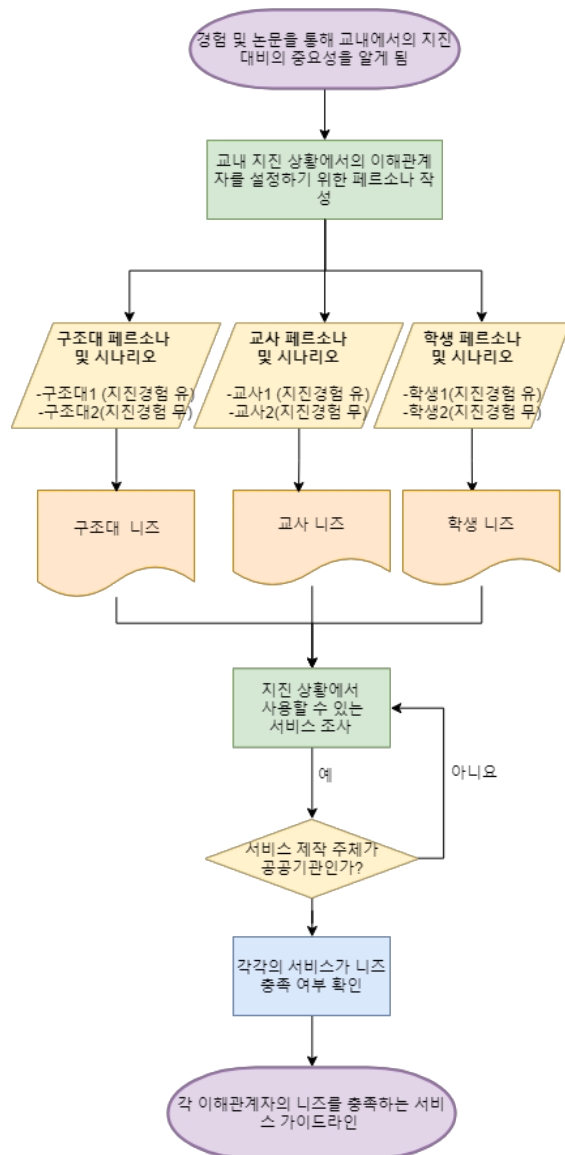 경험 및 논문을 통해 교내에서의 지진
대비의 중요성을 알게 됨
교내 지진 상황에서의 이해관계
자를 설정하기 위한 페르소나 작
성
구조대 페르소나
및 시나리오
-구조대1 (지진경험 유)
-구조대2(지진경험 무)
교사 페르소나
및 시나리오
-교사1 (지진경험 유)
-교사2(지진경험 무)
학생 페르소나
및 시나리오
-학생1(지진경험 유)
-학생2(지진경험 무)
구조대 니즈
교사 니즈
학생 니즈
지진 상황에서
사용할 수 있는
서비스 조사
예
아니요
서비스 제작 주체가
공공기관인가?
각각의 서비스가 니즈
충족 여부 확인
각 이해관계자의 니즈를 충족하는 서비
스 가이드라인